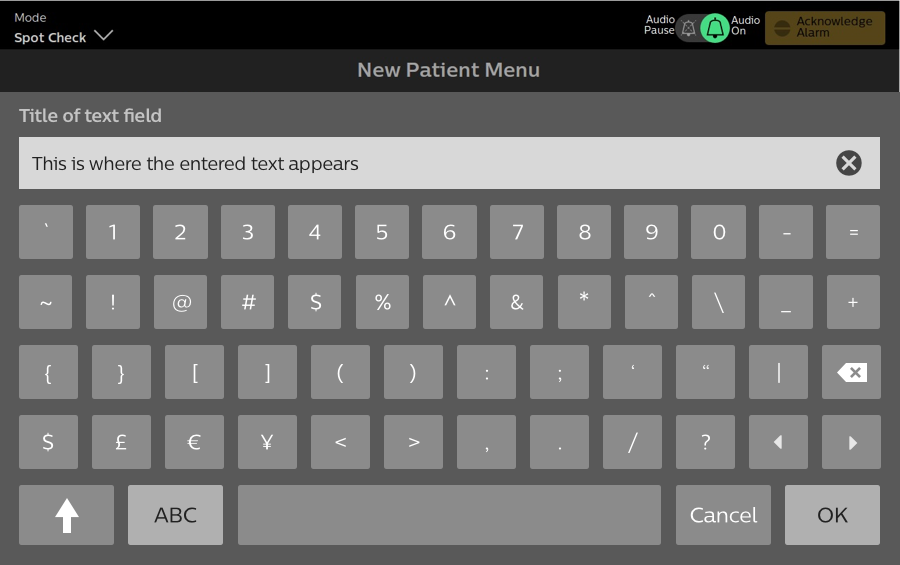 Mode
Spot Check
Audio Pause
Audio On
Acknowledge Alarm
New Patient Menu
Title of text field
This is where the entered text appears
` 1 2 3 4 5 6 7 8 9 0 - =
~ ! @ # $ % ^ & * ˆ \ _ +
{ } [ ] ( ) : ; ‘ “ |
$ £ € ¥ < > , . / ?
ABC Cancel OK